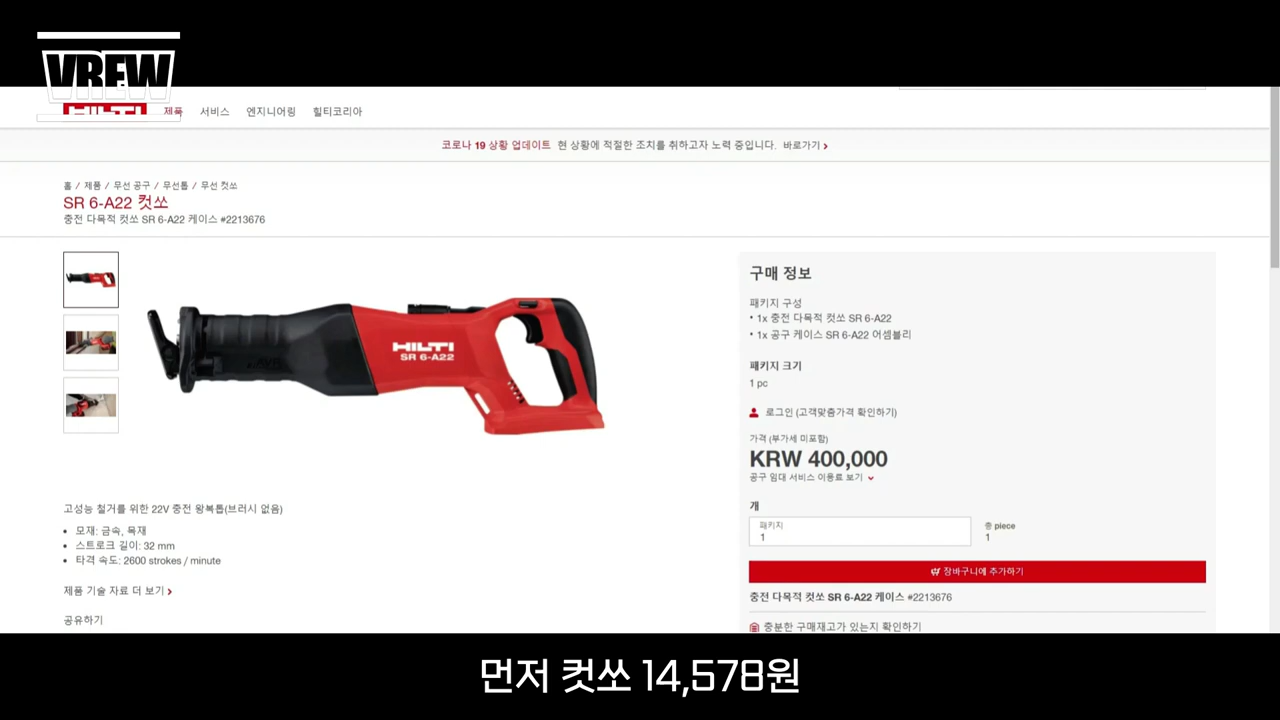 VREW
HILTI
제품 서비스 엔지니어링 힐티코리아
코로나 19 상황 업데이트 현 상황에 적절한 조치를 취하고자 노력 중입니다. 바로가기
홈 / 제품 / 무선 공구 / 무선톱 / 무선 컷쏘
SR 6-A22 컷쏘
충전 다목적 컷쏘 SR 6-A22 케이스 #2213676
HILTI
SR 6-A22
AVR
고성능 철거를 위한 22V 충전 왕복톱(브러시 없음)
• 모재: 금속, 목재
• 스트로크 길이: 32 mm
• 타격 속도: 2600 strokes / minute
제품 기술 자료 더 보기
공유하기
구매 정보
패키지 구성
• 1x 충전 다목적 컷쏘 SR 6-A22
• 1x 공구 케이스 SR 6-A22 어셈블리
패키지 크기
1 pc
로그인 (고객맞춤가격 확인하기)
가격 (부가세 미포함)
KRW 400,000
공구 임대 서비스 이용료 보기
개
패키지
1
총 piece
1
장바구니에 추가하기
충전 다목적 컷쏘 SR 6-A22 케이스 #2213676
충분한 구매재고가 있는지 확인하기
먼저 컷쏘 14,578원